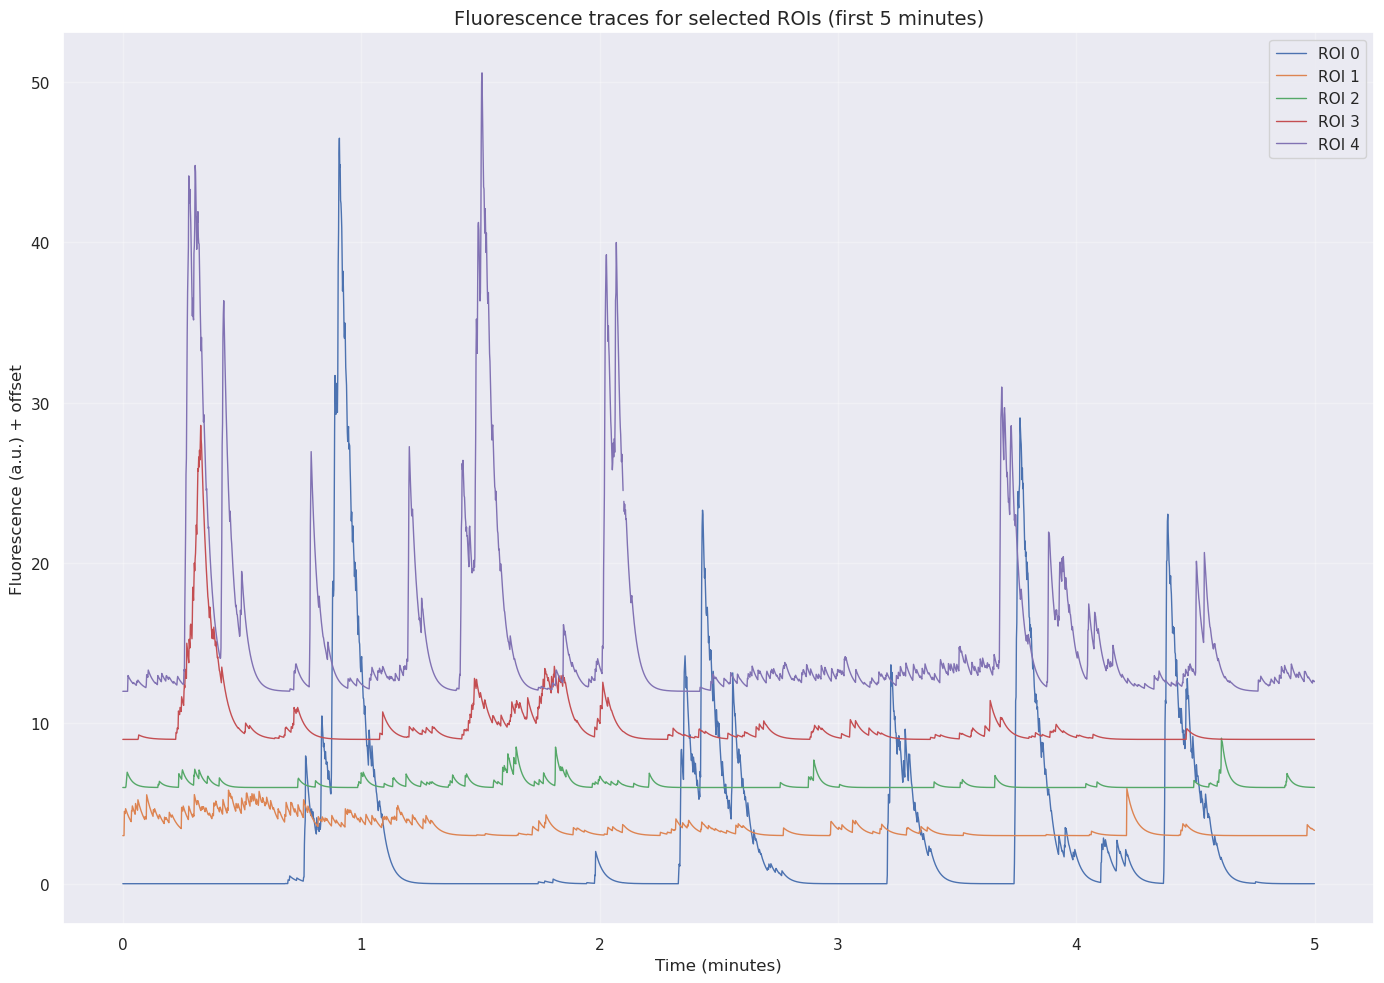 Fluorescence traces for selected ROIs (first 5 minutes)
ROI 0
ROI 1
ROI 2
ROI 3
ROI 4
50
40
30
20
10
0
Fluorescence (a.u.) + offset
0 1 2 3 4 5
Time (minutes)